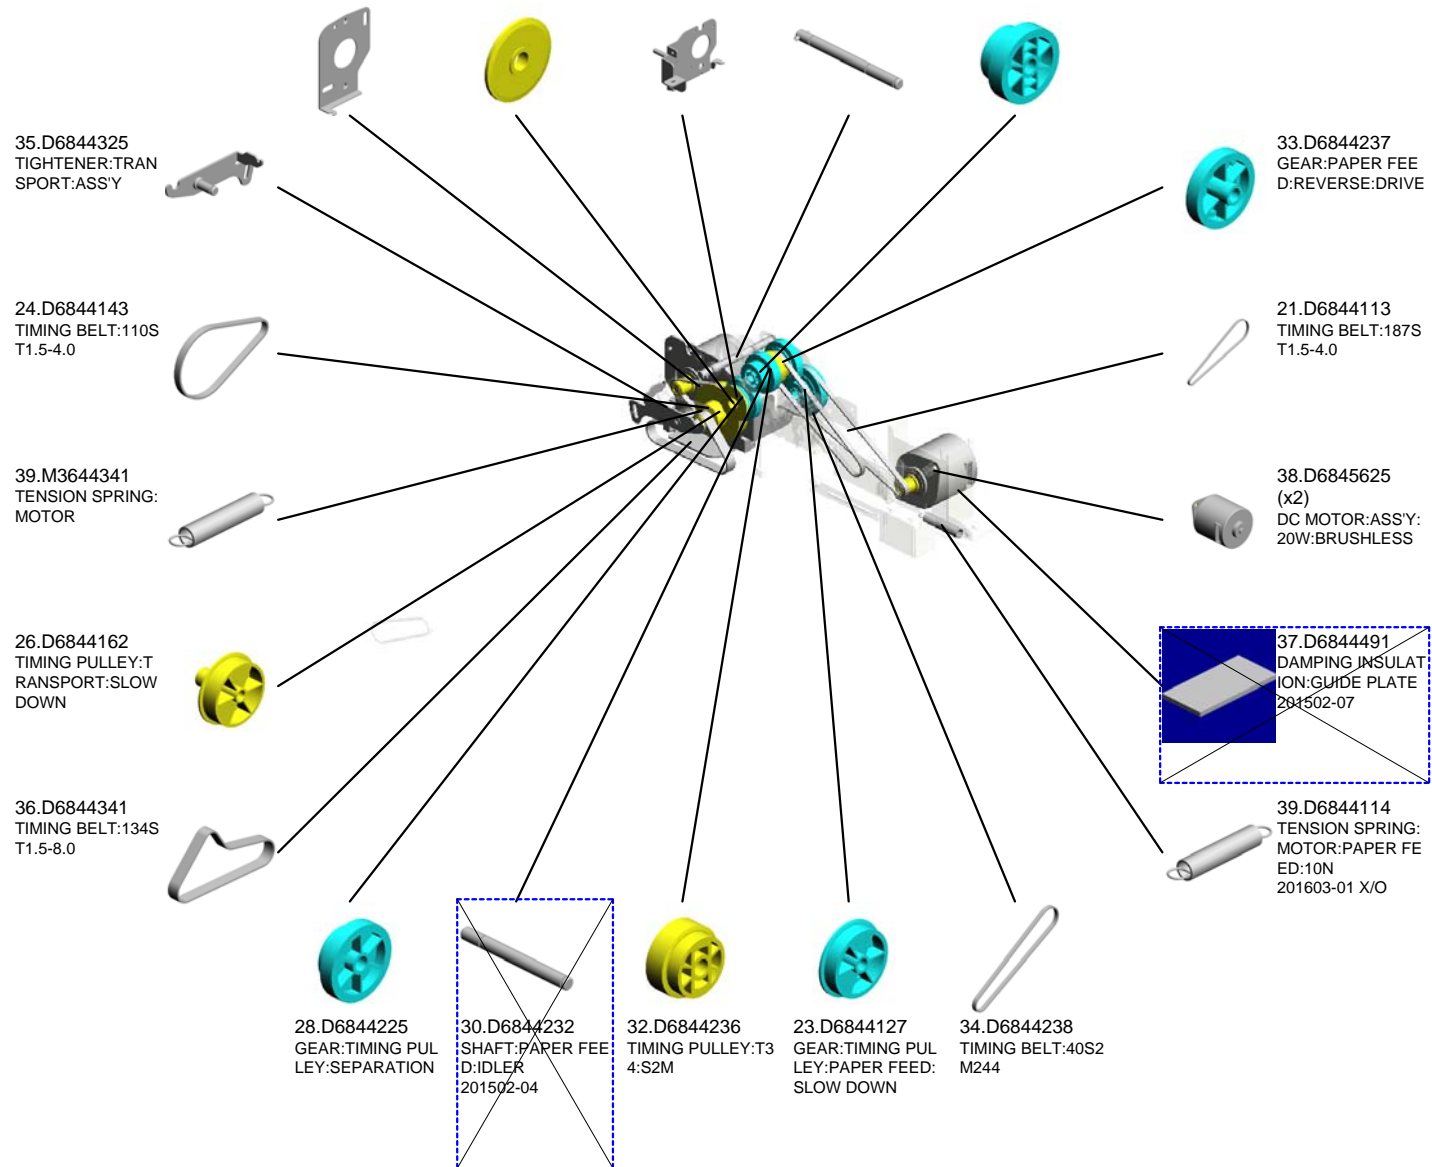 35.D6844325
TIGHTENER:TRAN
SPORT:ASS'Y
33.D6844237
GEAR:PAPER FEE
D:REVERSE:DRIVE
24.D6844143
TIMING BELT:110S
T1.5-4.0
21.D6844113
TIMING BELT:187S
T1.5-4.0
39.M3644341
TENSION SPRING:
MOTOR
38.D6845625
(x2)
DC MOTOR:ASS'Y:
20W:BRUSHLESS
26.D6844162
TIMING PULLEY:T
RANSPORT:SLOW
DOWN
37.D6844491
DAMPING INSULAT
ION:GUIDE PLATE
201502-07
36.D6844341
TIMING BELT:134S
T1.5-8.0
39.D6844114
TENSION SPRING:
MOTOR:PAPER FE
ED:10N
201603-01 X/O
28.D6844225
GEAR:TIMING PUL
LEY:SEPARATION
30.D6844232
SHAFT:PAPER FEE
D:IDLER
201502-04
32.D6844236
TIMING PULLEY:T3
4:S2M
23.D6844127
GEAR:TIMING PUL
LEY:PAPER FEED:
SLOW DOWN
34.D6844238
TIMING BELT:40S2
M244